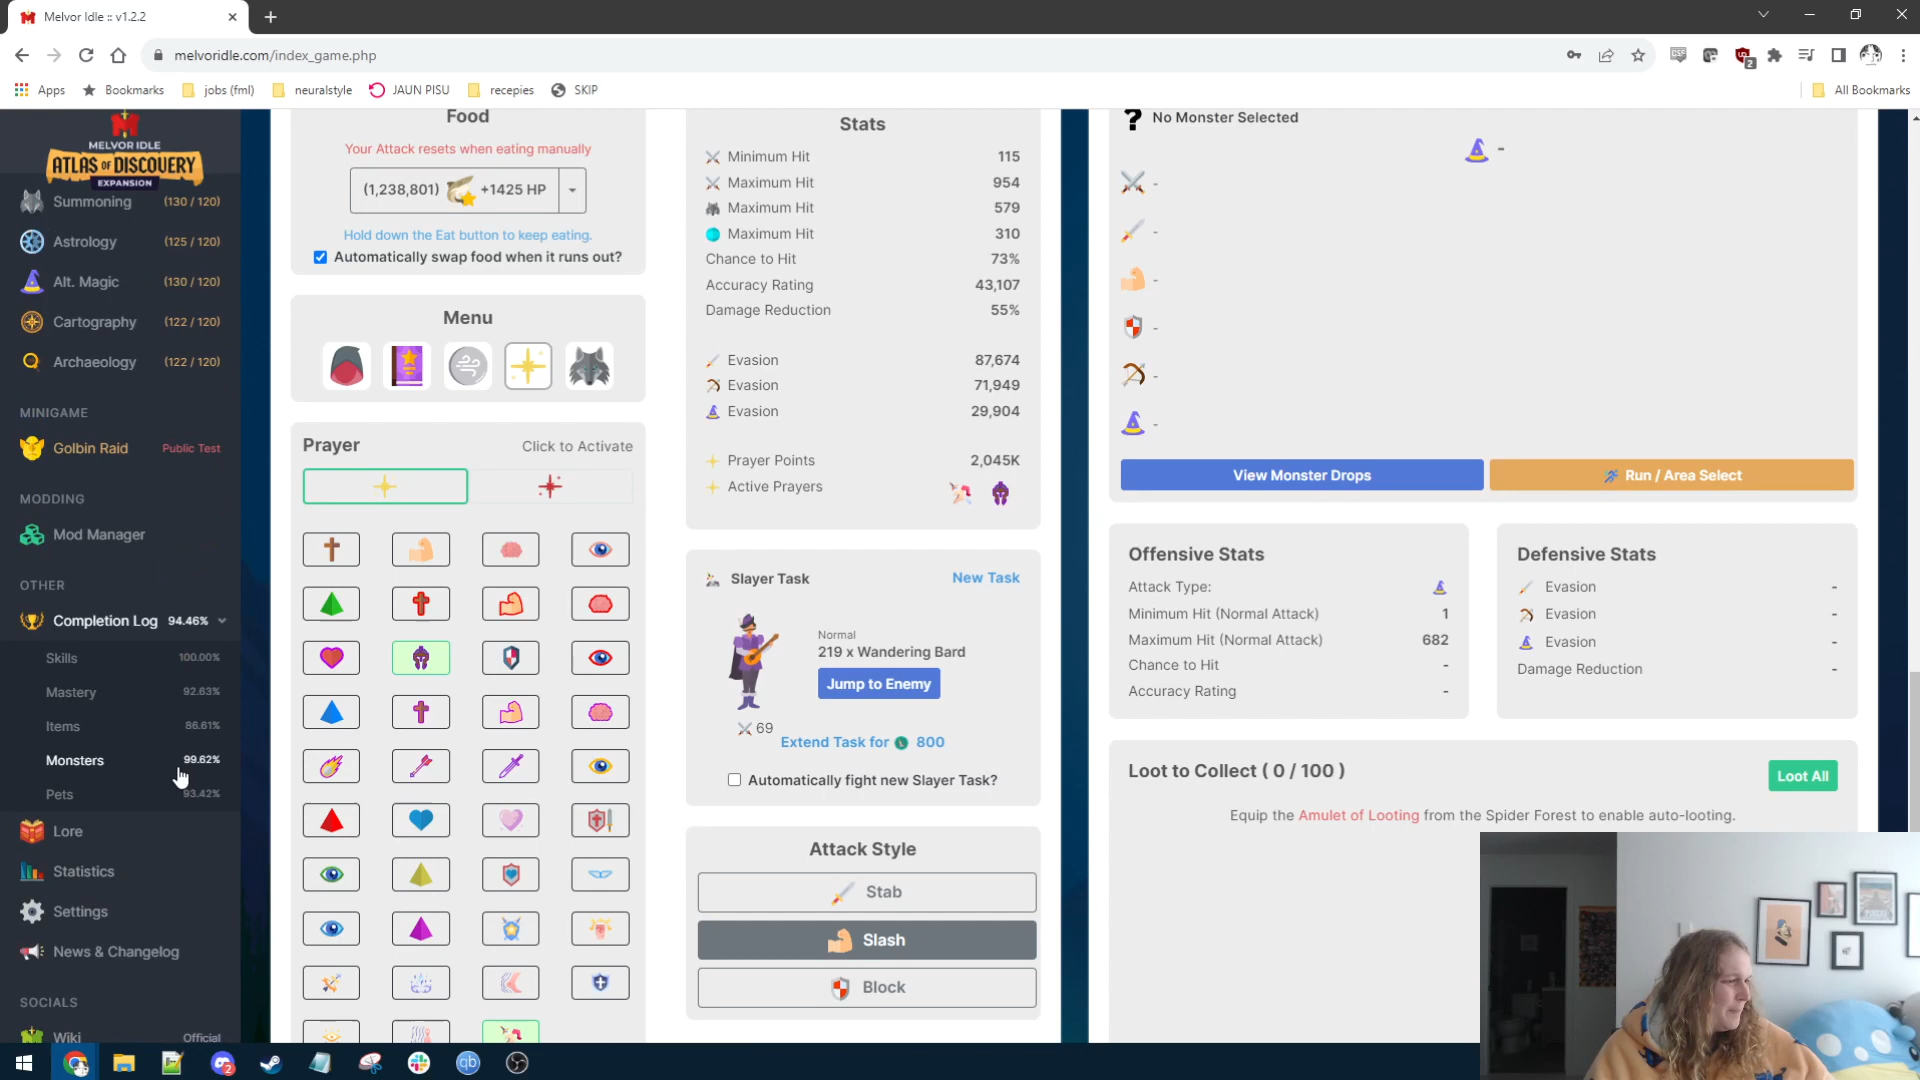 Melvor Idle :: v1.2.2
melvoridle.com/index_game.php
2
Apps
Bookmarks
jobs (fml)
neuralstyle
JAUN PISU
recepies
SKIP
All Bookmarks
MELVOR IDLE
ATLAS OF DISCOVERY
EXPANSION
Summoning (130 / 120)
Astrology (125 / 120)
Alt. Magic (130 / 120)
Cartography (122 / 120)
Archaeology (122 / 120)
MINIGAME
Golbin Raid Public Test
MODDING
Mod Manager
OTHER
Completion Log 94.46%
Skills 100.00%
Mastery 92.63%
Items 86.61%
Monsters 99.62%
Pets 93.42%
Lore
Statistics
Settings
News & Changelog
SOCIALS
Wiki Official
Food
Your Attack resets when eating manually
(1,238,801) +1425 HP
Hold down the Eat button to keep eating.
Automatically swap food when it runs out?
Menu
Prayer Click to Activate
Stats
Minimum Hit 115
Maximum Hit 954
Maximum Hit 579
Maximum Hit 310
Chance to Hit 73%
Accuracy Rating 43,107
Damage Reduction 55%
Evasion 87,674
Evasion 71,949
Evasion 29,904
Prayer Points 2,045K
Active Prayers
Slayer Task New Task
Normal
219 x Wandering Bard
Jump to Enemy
69
Extend Task for 800
Automatically fight new Slayer Task?
Attack Style
Stab
Slash
Block
? No Monster Selected
-
-
-
-
-
-
-
View Monster Drops
Run / Area Select
Offensive Stats
Attack Type:
Minimum Hit (Normal Attack) 1
Maximum Hit (Normal Attack) 682
Chance to Hit -
Accuracy Rating -
Defensive Stats
Evasion -
Evasion -
Evasion -
Damage Reduction -
Loot to Collect ( 0 / 100 )
Loot All
Equip the Amulet of Looting from the Spider Forest to enable auto-looting.
2
qb